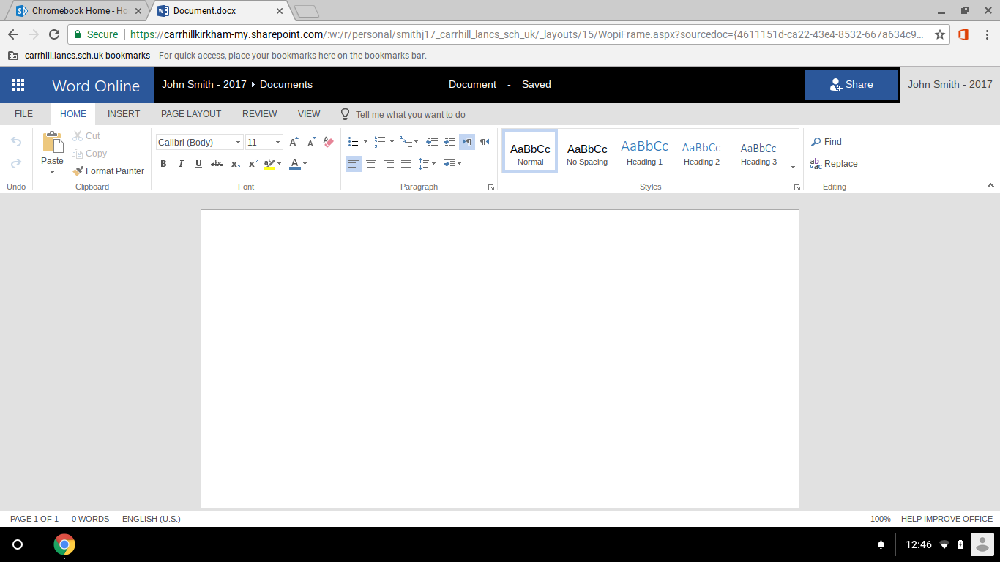 Chromebook Home - Ho
Document.docx
Secure
https://carrhillkirkham-my.sharepoint.com/:w:/r/personal/smithj17_carrhill_lancs_sch_uk/_layouts/15/WopiFrame.aspx?sourcedoc={4611151d-ca22-43e4-8532-667a634c9...
carrhill.lancs.sch.uk bookmarks For quick access, place your bookmarks here on the bookmarks bar.
Word Online
John Smith - 2017 Documents
Document - Saved
Share
John Smith - 2017
FILE HOME INSERT PAGE LAYOUT REVIEW VIEW Tell me what you want to do
Paste
Cut
Copy
Format Painter
Calibri (Body) 11
B I U abc x₂ x² A
AaBbCc AaBbCc AaBbCc AaBbCc AaBbCc
Normal No Spacing Heading 1 Heading 2 Heading 3
Find
Replace
Undo Clipboard Font Paragraph Styles Editing
PAGE 1 OF 1 0 WORDS ENGLISH (U.S.)
100% HELP IMPROVE OFFICE
12:46